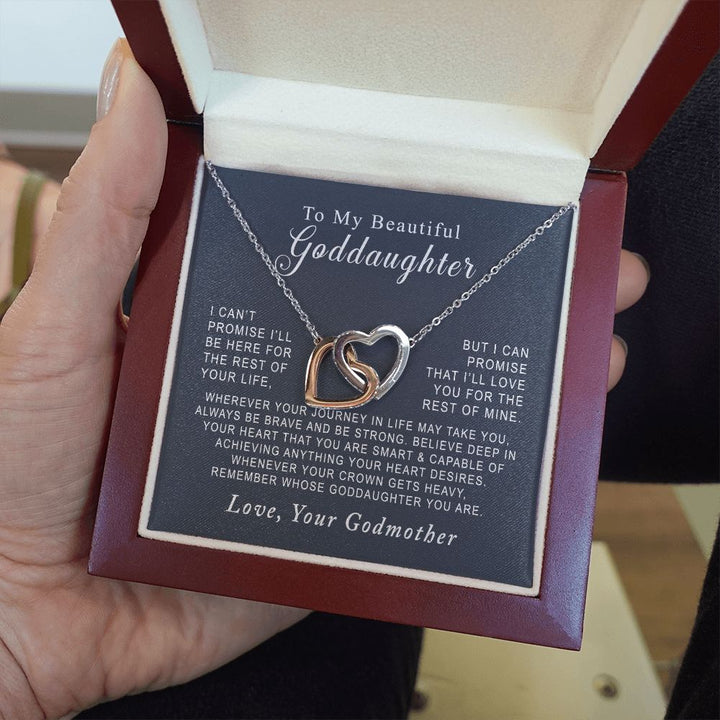 To My Beautiful
Goddaughter
I CAN'T
PROMISE I'LL
BE HERE FOR
THE REST OF
YOUR LIFE,
BUT I CAN
PROMISE
THAT I'LL LOVE
YOU FOR THE
REST OF MINE.
WHEREVER YOUR JOURNEY IN LIFE MAY TAKE YOU,
ALWAYS BE BRAVE AND BE STRONG. BELIEVE DEEP IN
YOUR HEART THAT YOU ARE SMART & CAPABLE OF
ACHIEVING ANYTHING YOUR HEART DESIRES.
WHENEVER YOUR CROWN GETS HEAVY,
REMEMBER WHOSE GODDAUGHTER YOU ARE.
Love, Your Godmother